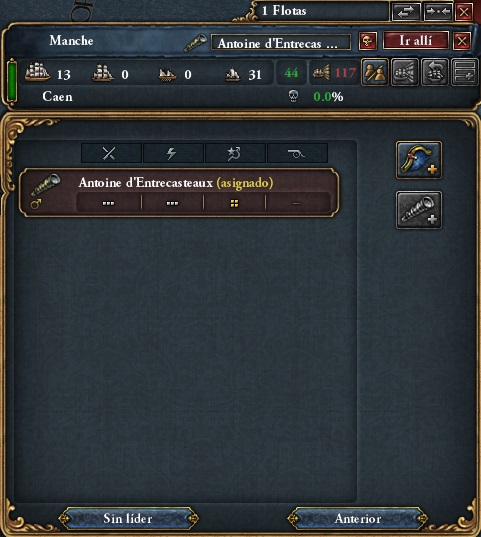 1 Flotas
Manche Antoine d'Entrecas ... Ir allí
13 0 0 31 44 117
Caen 0.0%
Antoine d'Entrecasteaux (asignado)
Sin líder Anterior